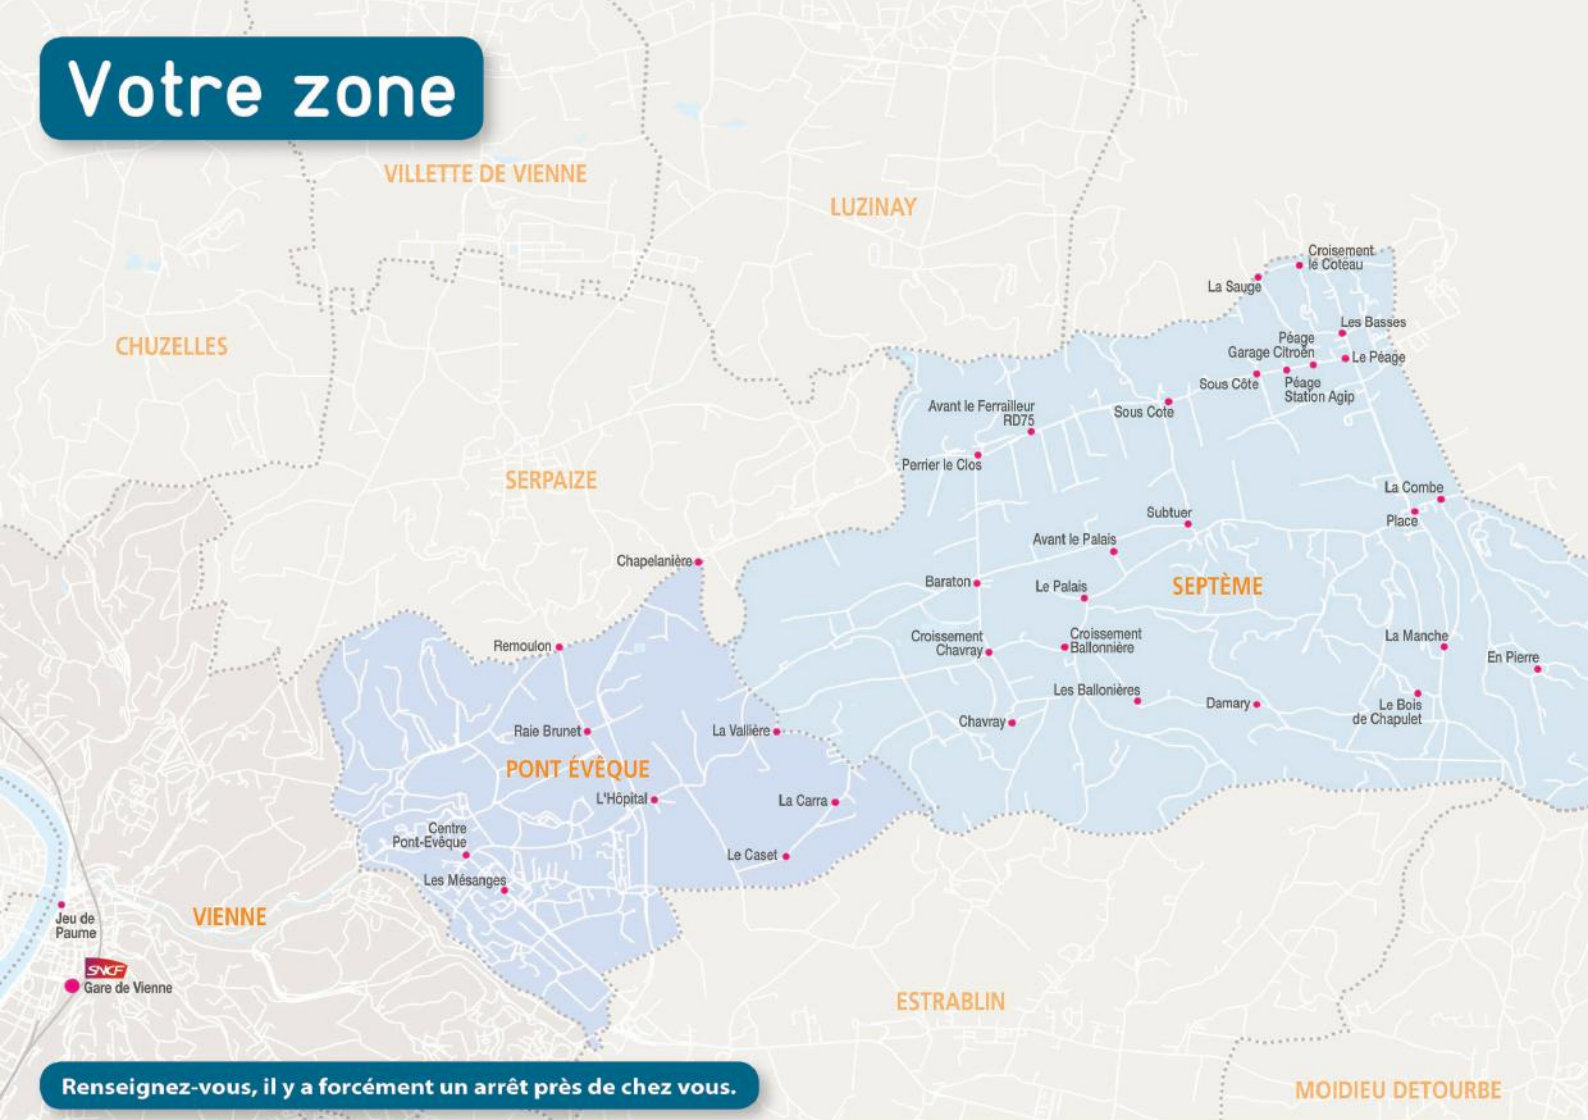 Votre zone
VILLETTE DE VIENNE
LUZINAY
CHUZELLES
SERPAIZE
Croisement
lé Cotéau
La Sauge
Les Basses
Péage
Garage Citroên
Le Péage
Sous Côte
Péage
Station Agip
Avant le Ferrailleur
RD75
Sous Cote
Perrier le Clos
La Combe
Place
Subtuer
Avant le Palais
Chapelanière
Baraton
Le Palais
SEPTÈME
Croissement
Chavray
Croissement
Ballonnière
La Manche
Remoulon
En Pierre
Les Ballonières
Damary
Le Bois
de Chapulet
Chavray
Raie Brunet
La Vallière
PONT ÉVÊQUE
L'Hôpital
La Carra
Centre
Pont-Evêque
Le Caset
Les Mésanges
VIENNE
Jeu de
Paume
SNCF
Gare de Vienne
ESTRABLIN
MOIDIEU DETOURBE
Renseignez-vous, il y a forcément un arrêt près de chez vous.